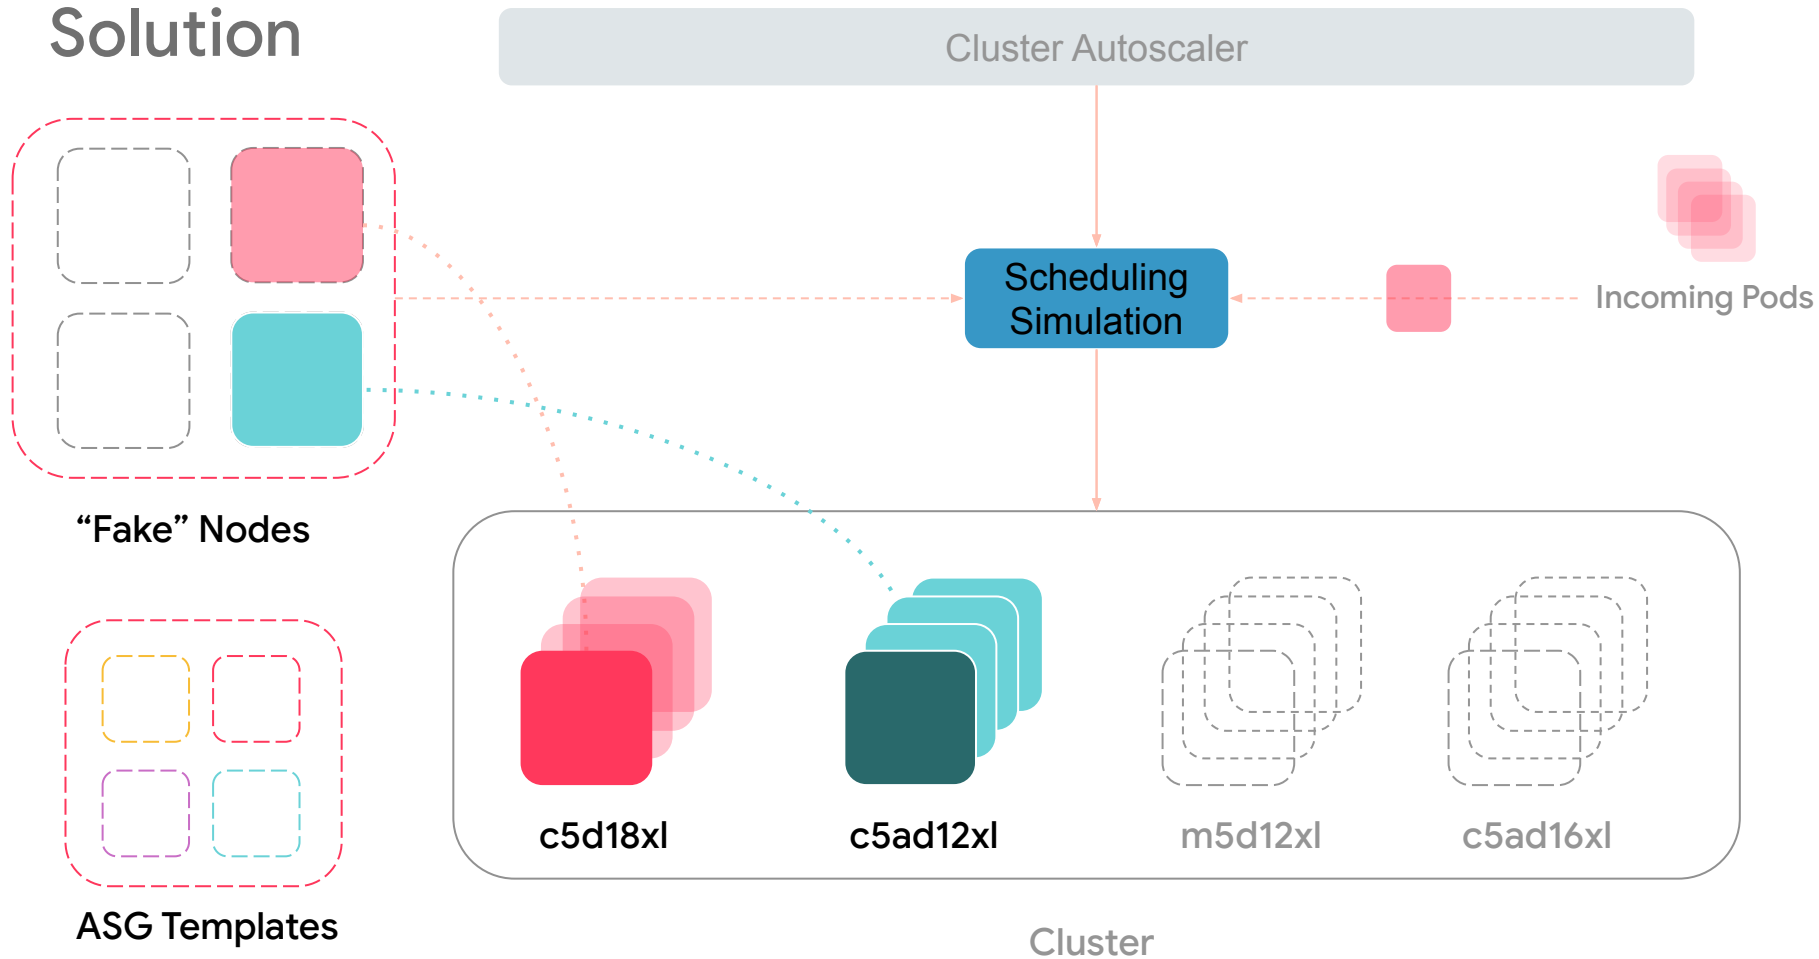 Solution
Cluster Autoscaler
Scheduling
Simulation
Incoming Pods
“Fake” Nodes
c5d18xl
c5ad12xl
m5d12xl
c5ad16xl
ASG Templates
Cluster